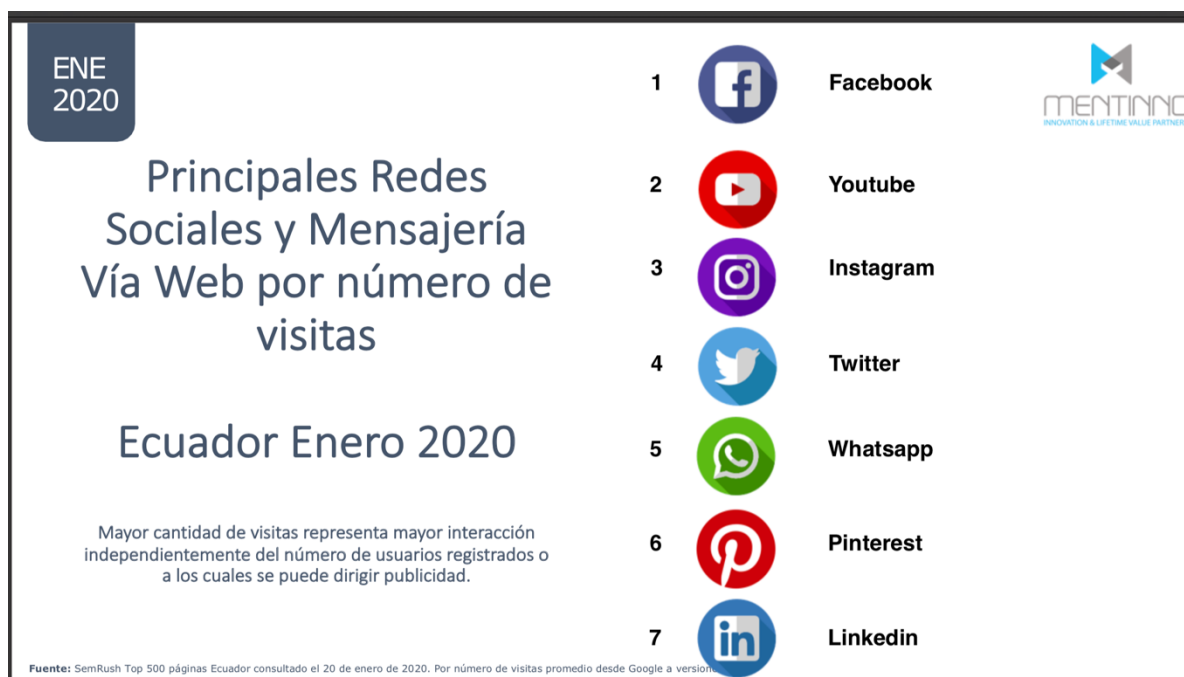 ENE
2020
Principales Redes
Sociales y Mensajería
Vía Web por número de
visitas
Ecuador Enero 2020
Mayor cantidad de visitas representa mayor interacción
independientemente del número de usuarios registrados o
a los cuales se puede dirigir publicidad.
1 Facebook
2 Youtube
3 Instagram
4 Twitter
5 Whatsapp
6 Pinterest
7 Linkedin
MENTINNO
INNOVATION & LIFETIME VALUE PARTNER
Fuente: SemRush Top 500 páginas Ecuador consultado el 20 de enero de 2020. Por número de visitas promedio desde Google a version